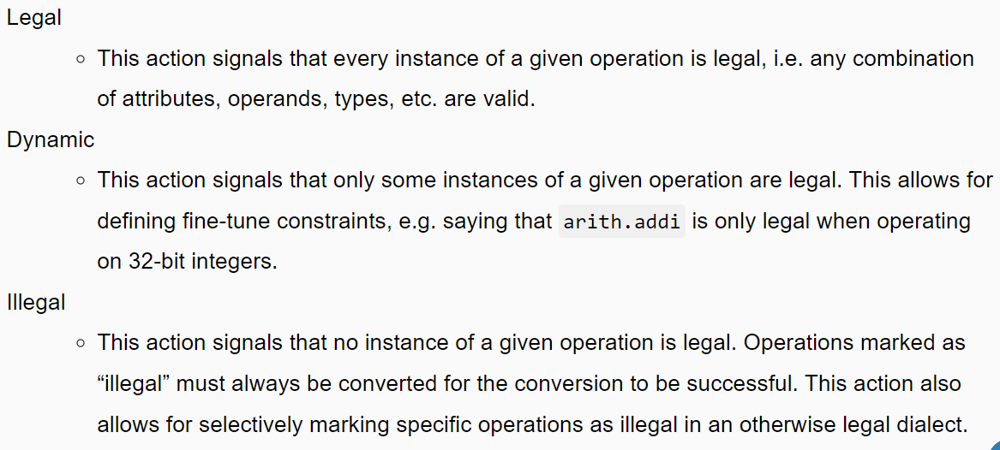 Legal
This action signals that every instance of a given operation is legal, i.e. any combination
of attributes, operands, types, etc. are valid.
Dynamic
This action signals that only some instances of a given operation are legal. This allows for
defining fine-tune constraints, e.g. saying that arith.addi is only legal when operating
on 32-bit integers.
Illegal
This action signals that no instance of a given operation is legal. Operations marked as
“illegal” must always be converted for the conversion to be successful. This action also
allows for selectively marking specific operations as illegal in an otherwise legal dialect.